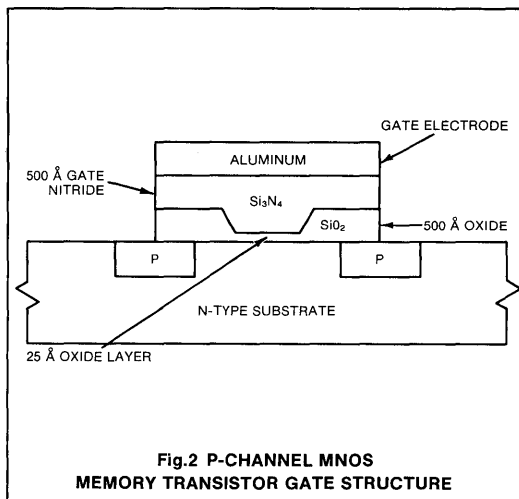 GATE ELECTRODE
ALUMINUM
500 Å GATE
NITRIDE
Si₃N₄
SiO₂
500 Å OXIDE
P
P
N-TYPE SUBSTRATE
25 Å OXIDE LAYER
Fig.2 P-CHANNEL MNOS
MEMORY TRANSISTOR GATE STRUCTURE